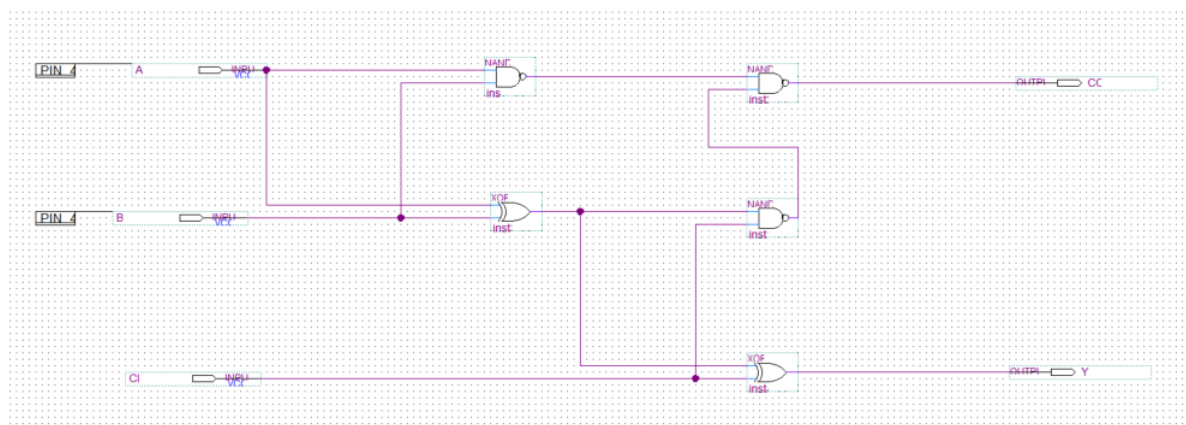 NAND
NAND
PIN_4
A
INPU
VCC
ins
inst
OUTPU
CC
XOR
NAND
PIN_4
B
INPU
VCC
inst
inst
XOR
CI
INPU
VCC
inst
OUTPU
Y